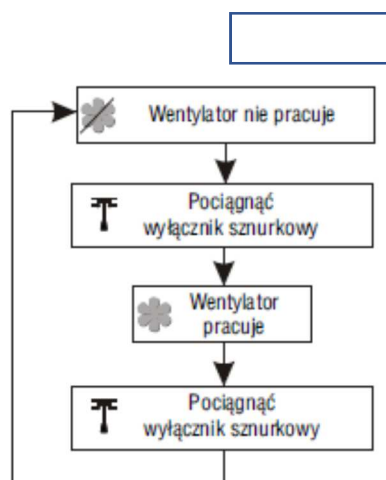 Wentylator nie pracuje
Pociągnąć
wyłącznik sznurkowy
Wentylator
pracuje
Pociągnąć
wyłącznik sznurkowy